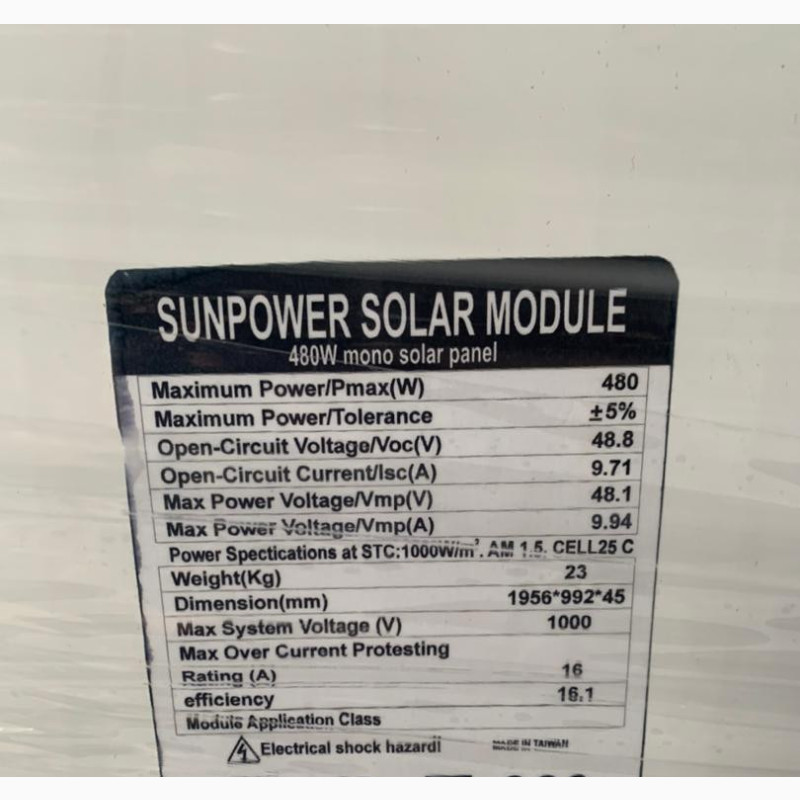 SUNPOWER SOLAR MODULE
480W mono solar panel
Maximum Power/Pmax(W) 480
Maximum Power/Tolerance ±5%
Open-Circuit Voltage/Voc(V) 48.8
Open-Circuit Current/Isc(A) 9.71
Max Power Voltage/Vmp(V) 48.1
Max Power Voltage/Vmp(A) 9.94
Power Spectications at STC:1000W/m². AM 1.5. CELL25 C
Weight(Kg) 23
Dimension(mm) 1956*992*45
Max System Voltage (V) 1000
Max Over Current Protesting
Rating (A) 16
efficiency 16.1
Module Application Class
Electrical shock hazardl MADE IN TAIWAN